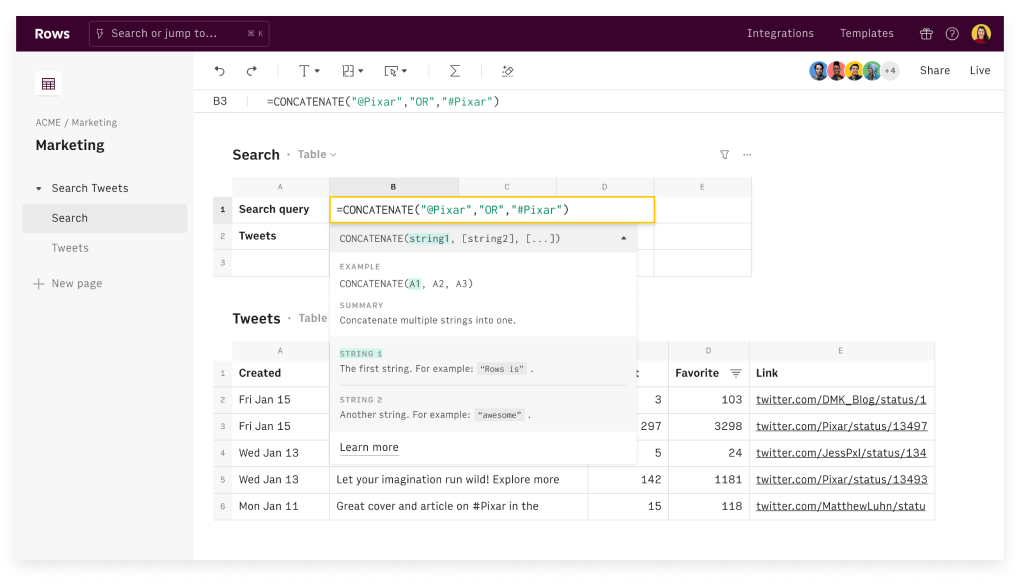 Rows
Search or jump to...
⌘ K
Integrations
Templates
+4
Share
Live
B3
=CONCATENATE("@Pixar","OR","#Pixar")
ACME / Marketing
Marketing
Search Tweets
Search
Tweets
New page
Search • Table
A B C D E
1 Search query =CONCATENATE("@Pixar","OR","#Pixar")
2 Tweets
3
CONCATENATE(string1, [string2], [...])
EXAMPLE
CONCATENATE(A1, A2, A3)
SUMMARY
Concatenate multiple strings into one.
STRING 1
The first string. For example: “Rows is” .
STRING 2
Another string. For example: “awesome” .
Learn more
Tweets • Table
A D E
1 Created t Favorite Link
2 Fri Jan 15 3 103 twitter.com/DMK_Blog/status/1
3 Fri Jan 15 297 3298 twitter.com/Pixar/status/13497
4 Wed Jan 13 5 24 twitter.com/JessPxl/status/134
5 Wed Jan 13 Let your imagination run wild! Explore more 142 1181 twitter.com/Pixar/status/13493
6 Mon Jan 11 Great cover and article on #Pixar in the 15 118 twitter.com/MatthewLuhn/statu